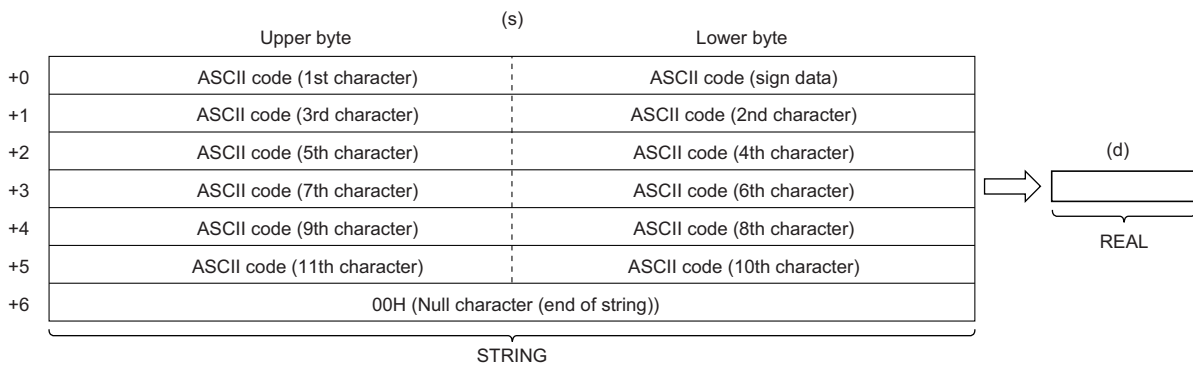 (s)
Upper byte Lower byte
+0 ASCII code (1st character) ASCII code (sign data)
+1 ASCII code (3rd character) ASCII code (2nd character)
+2 ASCII code (5th character) ASCII code (4th character)
+3 ASCII code (7th character) ASCII code (6th character)
+4 ASCII code (9th character) ASCII code (8th character)
+5 ASCII code (11th character) ASCII code (10th character)
+6 00H (Null character (end of string))
STRING
(d)
REAL